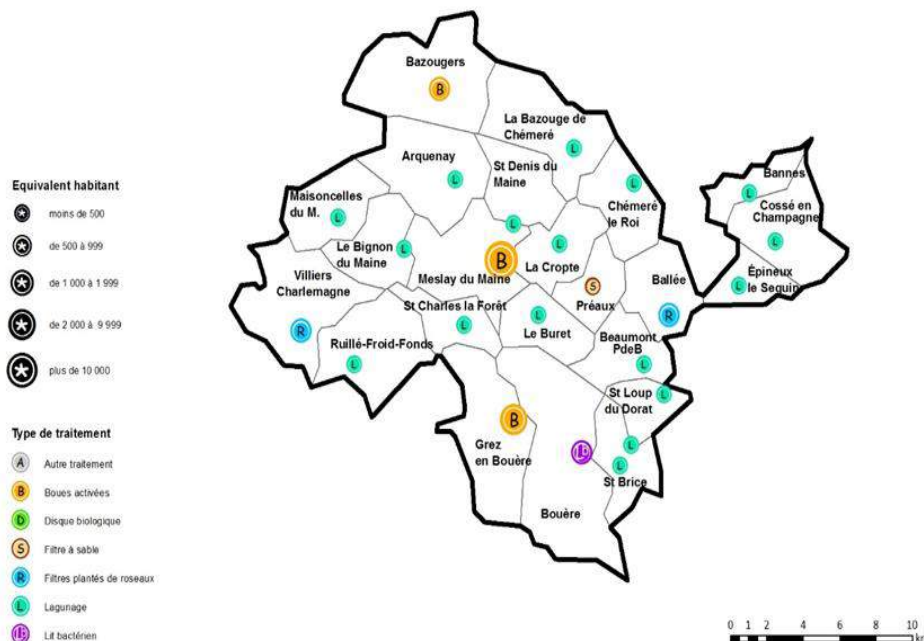 Bazougers
B
La Bazouge de
Chémeré
L
Arquenay
L
St Denis du
Maine
L
Maisoncelles
du M.
L
Chémeré
le Roi
L
Bannes
L
Cossé en
Champagne
L
Le Bignon
du Maine
L
Meslay du Maine
B
La Cropte
L
Villiers
Charlemagne
R
Ballée
R
Épineux
le Seguin
L
Préaux
S
St Charles la Forêt
L
Le Buret
L
Ruillé-Froid-Fonds
L
Beaumont
PdeB
L
St Loup
du Dorat
L
L
Grez
en Bouère
B
LB
St Brice
L
Bouère
Equivalent habitant
moins de 500
de 500 à 999
de 1 000 à 1 999
de 2 000 à 9 999
plus de 10 000
Type de traitement
A Autre traitement
B Boues activées
D Disque biologique
S Filtre à sable
R Filtres plantés de roseaux
L Lagunage
LB Lit bactérien
0 1 2 4 6 8 10